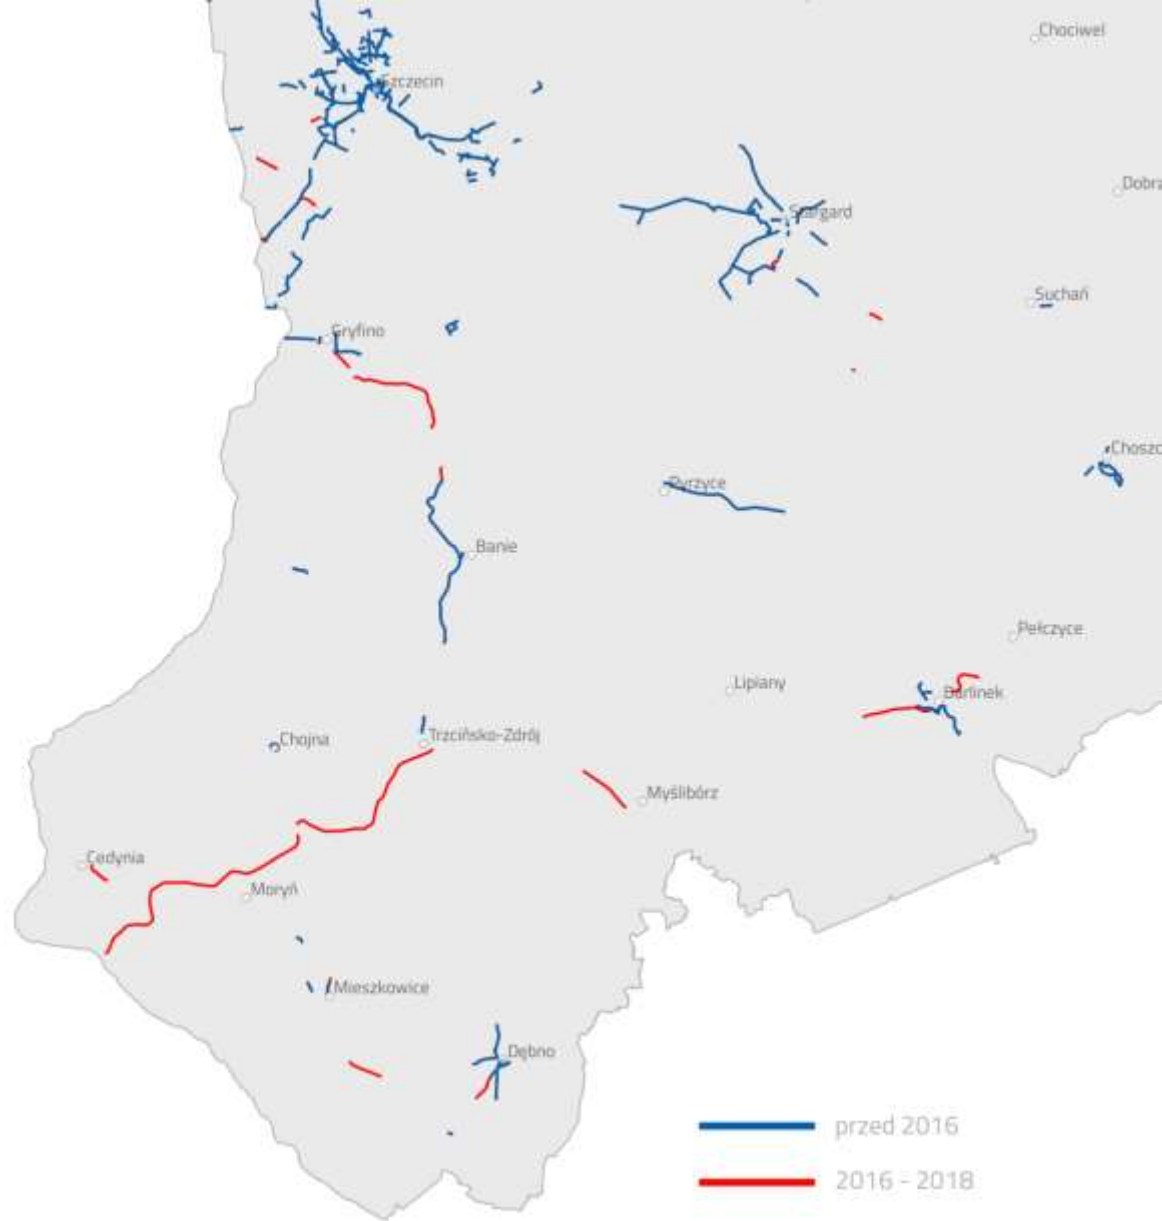 Chociwel
Szczecin
Dobra
Stargard
Suchań
Gryfino
Choszc
Pyrzyce
Banie
Pełczyce
Lipiany
Barlinek
Trzcińsko-Zdrój
Chojna
Myślibórz
Cedynia
Moryń
Mieszkowice
Dębno
przed 2016
2016 - 2018